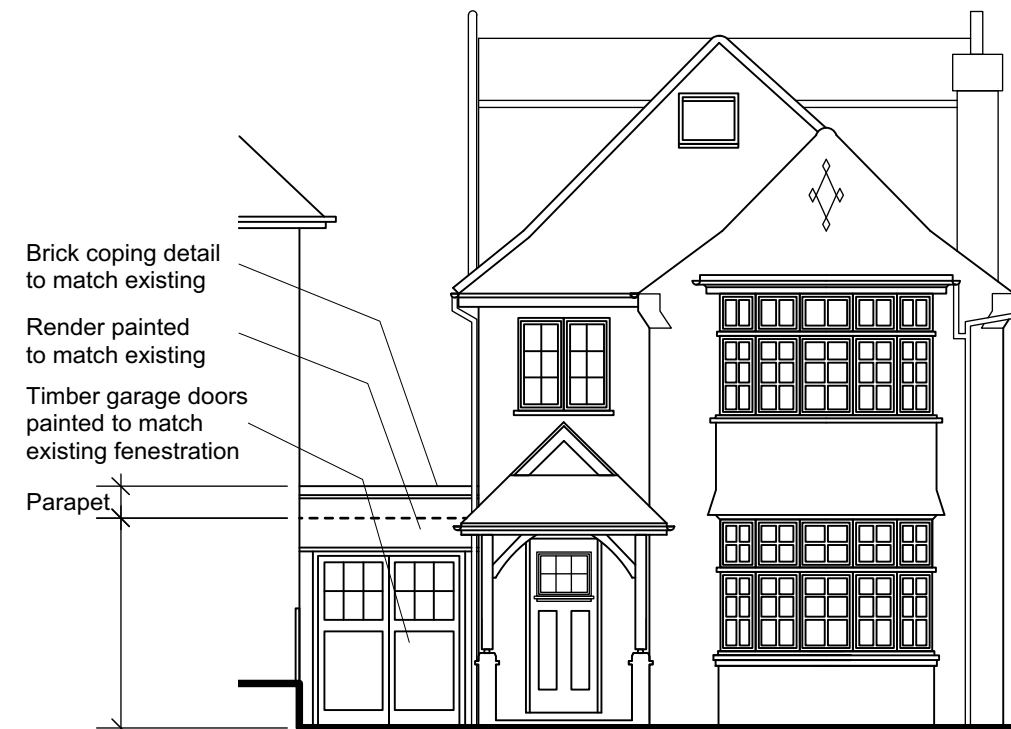 Brick coping detail
to match existing
Render painted
to match existing
Timber garage doors
painted to match
existing fenestration
Parapet